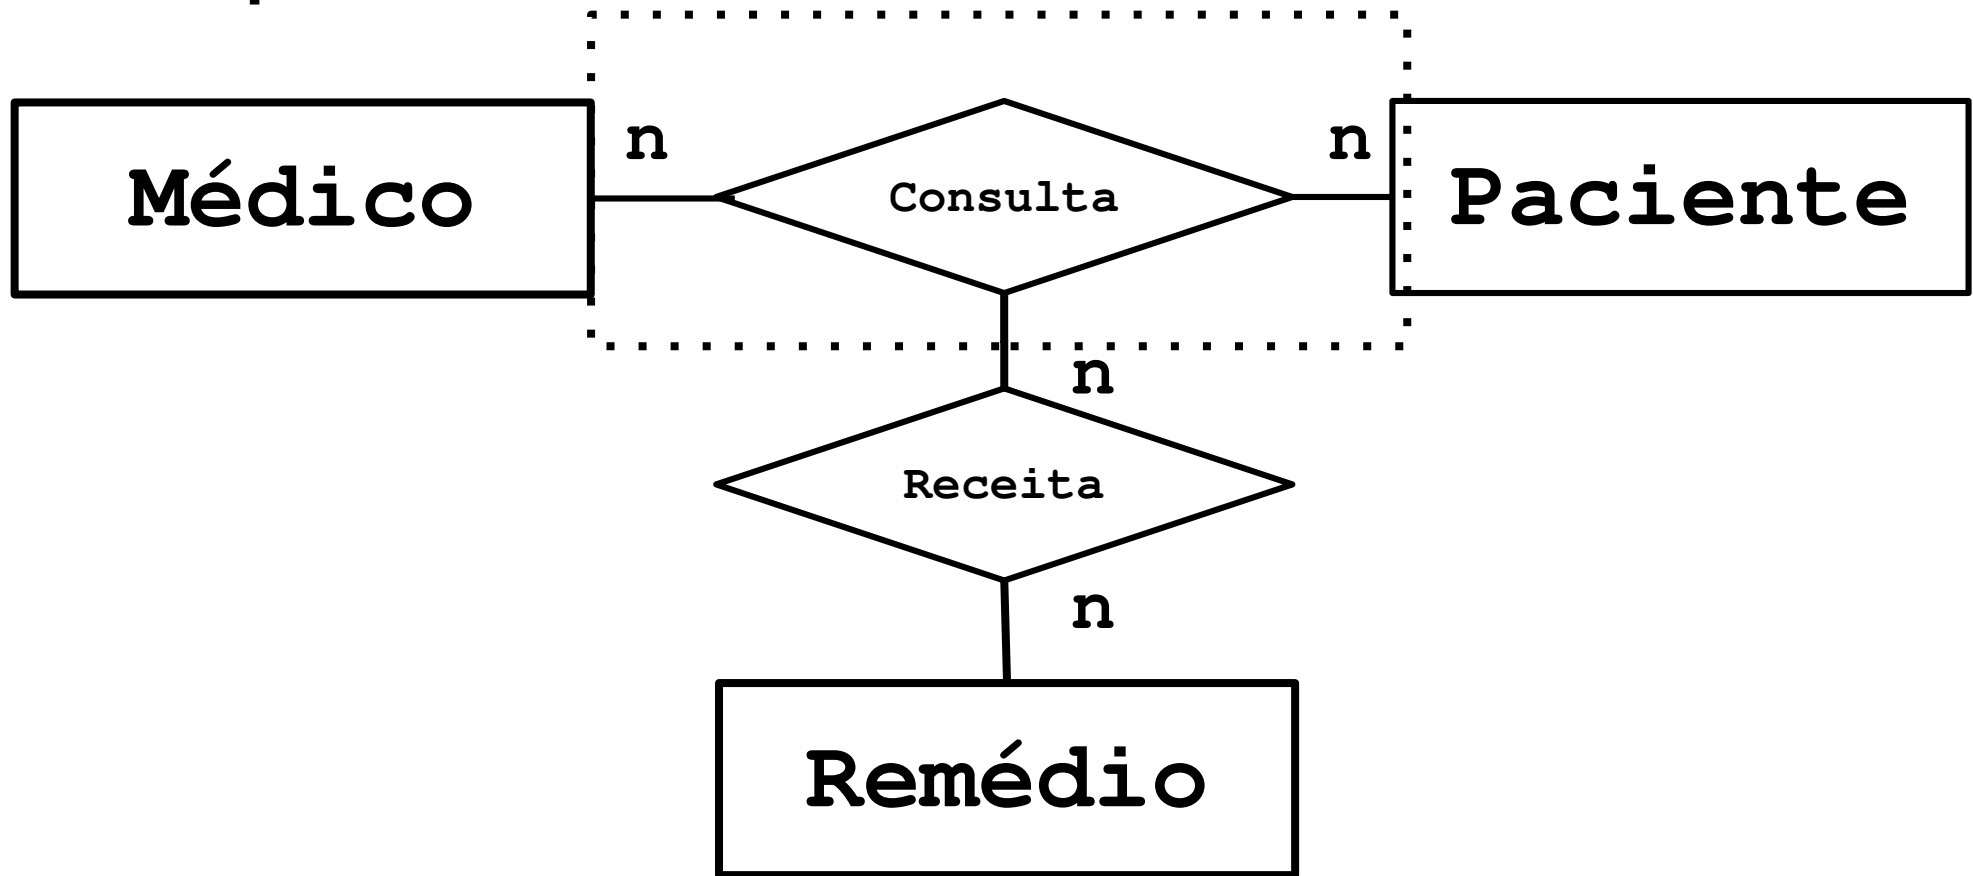 n
n
Médico
Consulta
Paciente
n
Receita
n
Remédio